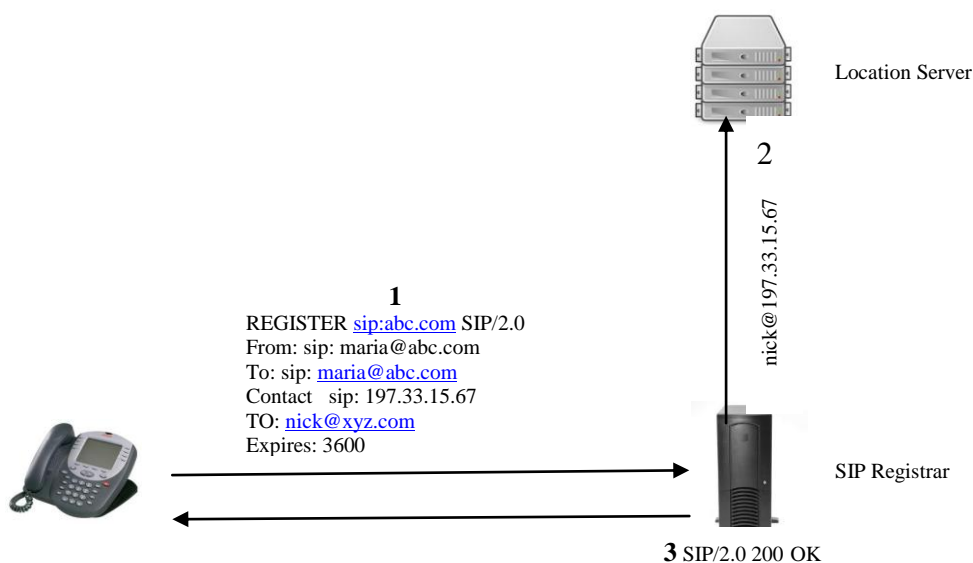 Location Server
2
nick@197.33.15.67
1
REGISTER sip:abc.com SIP/2.0
From: sip: maria@abc.com
To: sip: maria@abc.com
Contact sip: 197.33.15.67
TO: nick@xyz.com
Expires: 3600
SIP Registrar
3 SIP/2.0 200 OK